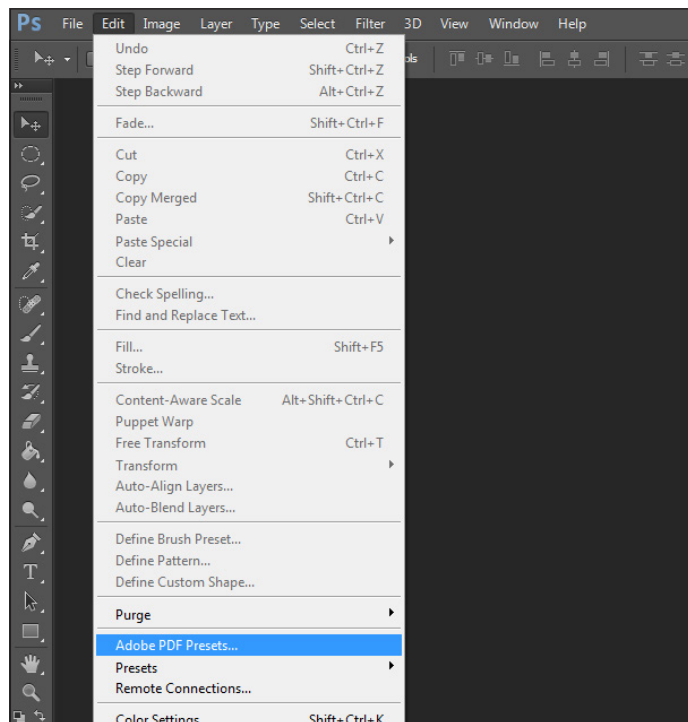 Ps File Edit Image Layer Type Select Filter 3D View Window Help
Undo Ctrl+Z
Step Forward Shift+Ctrl+Z
Step Backward Alt+Ctrl+Z
Fade... Shift+Ctrl+F
Cut Ctrl+X
Copy Ctrl+C
Copy Merged Shift+Ctrl+C
Paste Ctrl+V
Paste Special
Clear
Check Spelling...
Find and Replace Text...
Fill... Shift+F5
Stroke...
Content-Aware Scale Alt+Shift+Ctrl+C
Puppet Warp
Free Transform Ctrl+T
Transform
Auto-Align Layers...
Auto-Blend Layers...
Define Brush Preset...
Define Pattern...
Define Custom Shape...
Purge
Adobe PDF Presets...
Presets
Remote Connections...
Color Settings... Shift+Ctrl+K